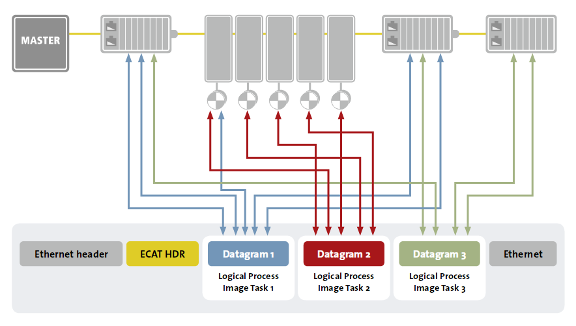 MASTER
Ethernet header
ECAT HDR
Datagram 1
Datagram 2
Datagram 3
Ethernet
Logical Process
Image Task 1
Logical Process
Image Task 2
Logical Process
Image Task 3